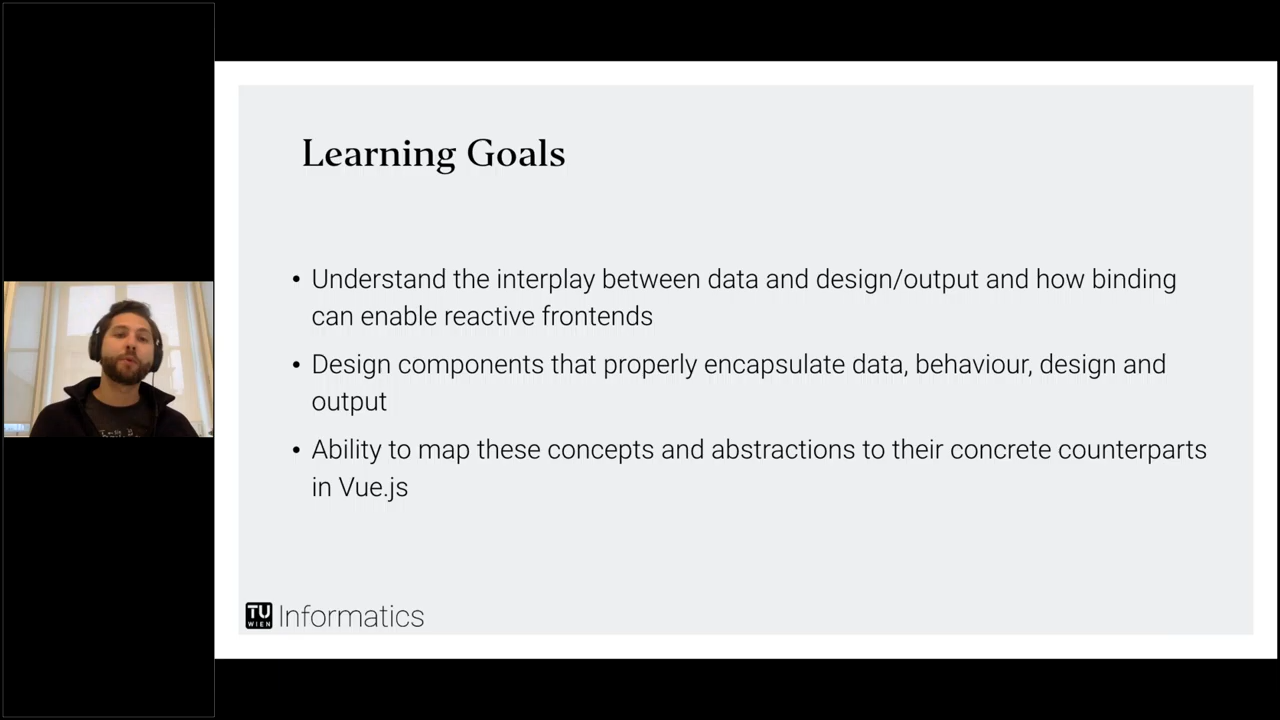 Learning Goals
• Understand the interplay between data and design/output and how binding
can enable reactive frontends
• Design components that properly encapsulate data, behaviour, design and
output
• Ability to map these concepts and abstractions to their concrete counterparts
in Vue.js
TU
WIEN
Informatics